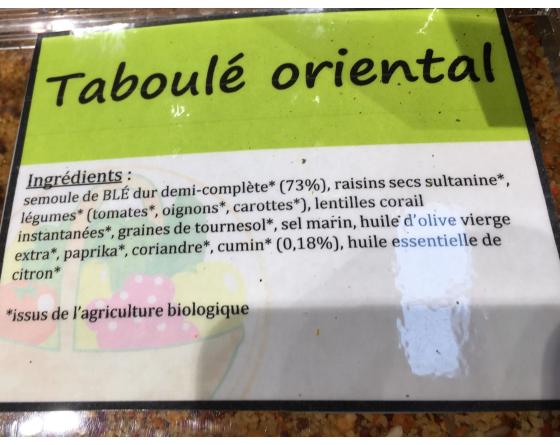 Taboulé oriental
Ingrédients :
semoule de BLÉ dur demi-complète* (73%), raisins secs sultanine*,
légumes* (tomates*, oignons*, carottes*), lentilles corail
instantanées*, graines de tournesol*, sel marin, huile d'olive vierge
extra*, paprika*, coriandre*, cumin* (0,18%), huile essentielle de
citron*
*issus de l'agriculture biologique